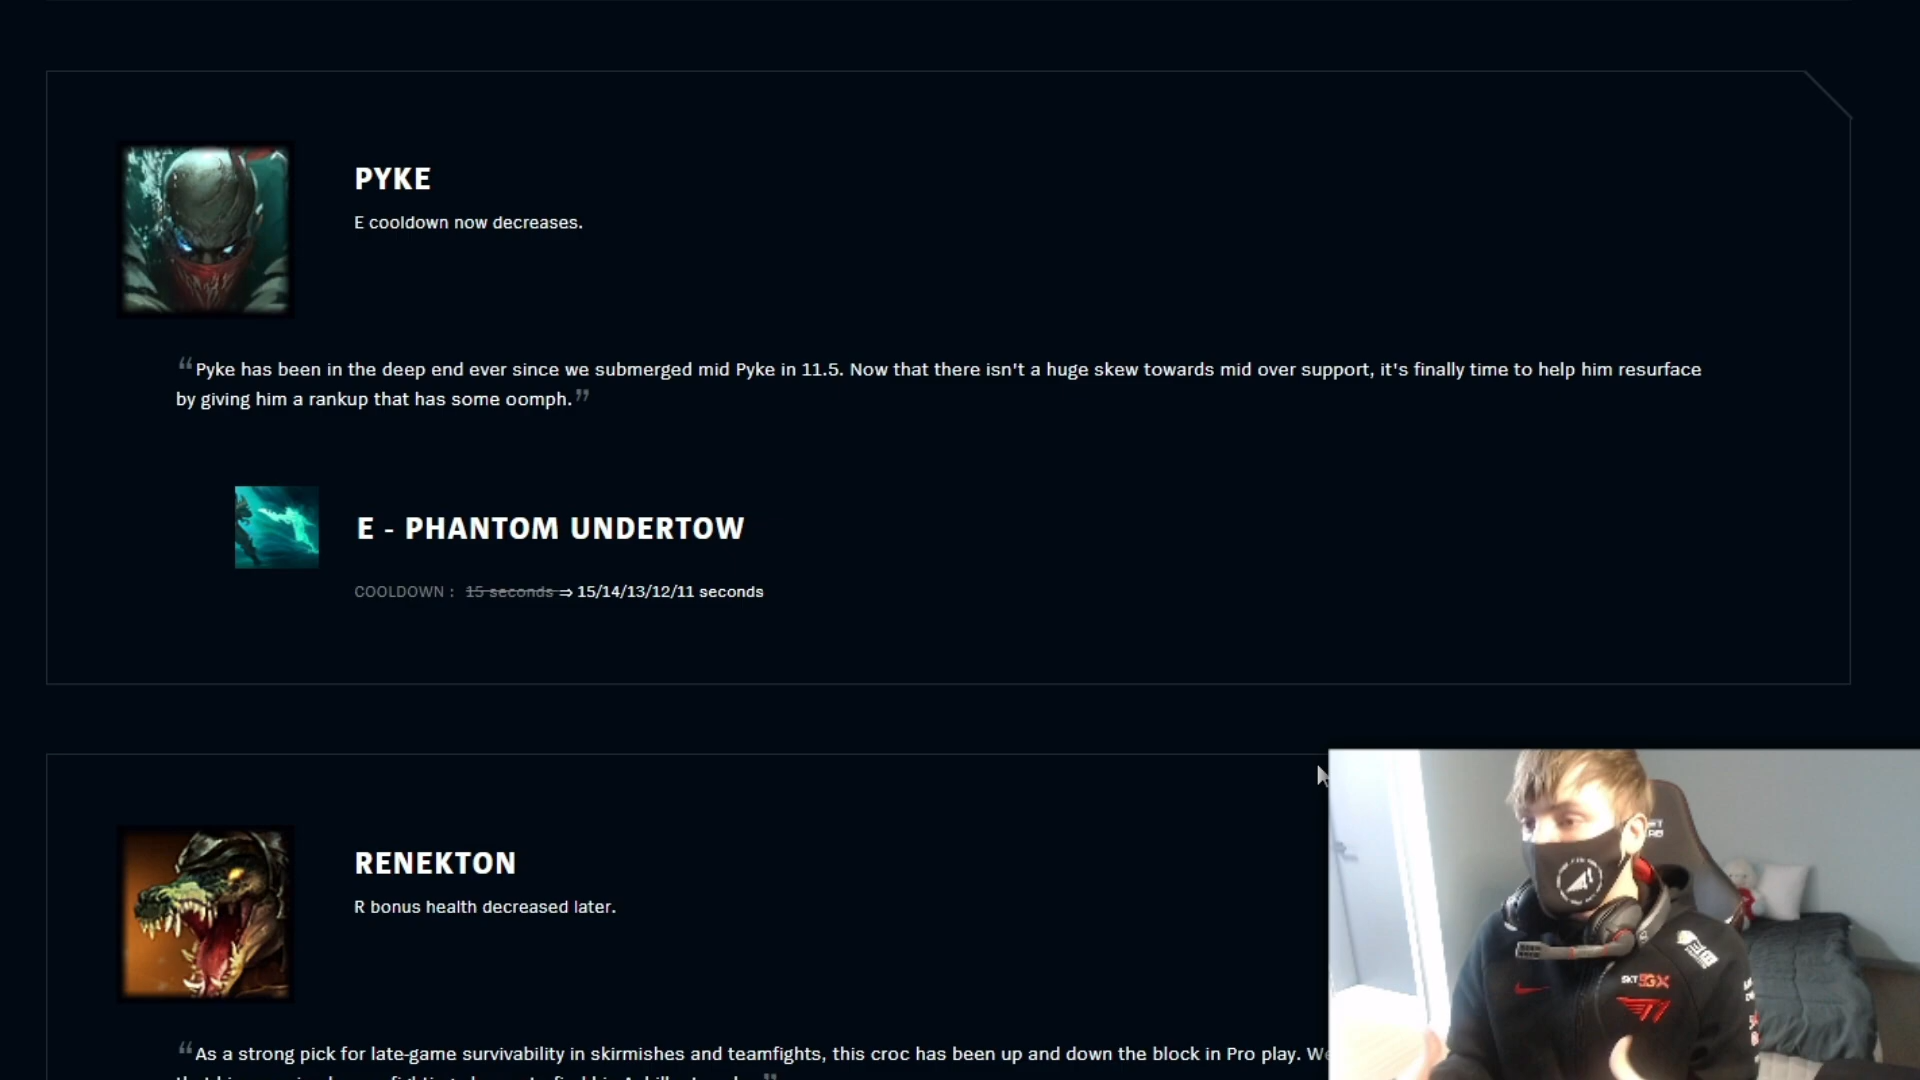 PYKE
E cooldown now decreases.
“Pyke has been in the deep end ever since we submerged mid Pyke in 11.5. Now that there isn't a huge skew towards mid over support, it's finally time to help him resurface
by giving him a rankup that has some oomph.”
E - PHANTOM UNDERTOW
COOLDOWN : 15 seconds ⇒ 15/14/13/12/11 seconds
RENEKTON
R bonus health decreased later.
“As a strong pick for late-game survivability in skirmishes and teamfights, this croc has been up and down the block in Pro play.
SKT
T1